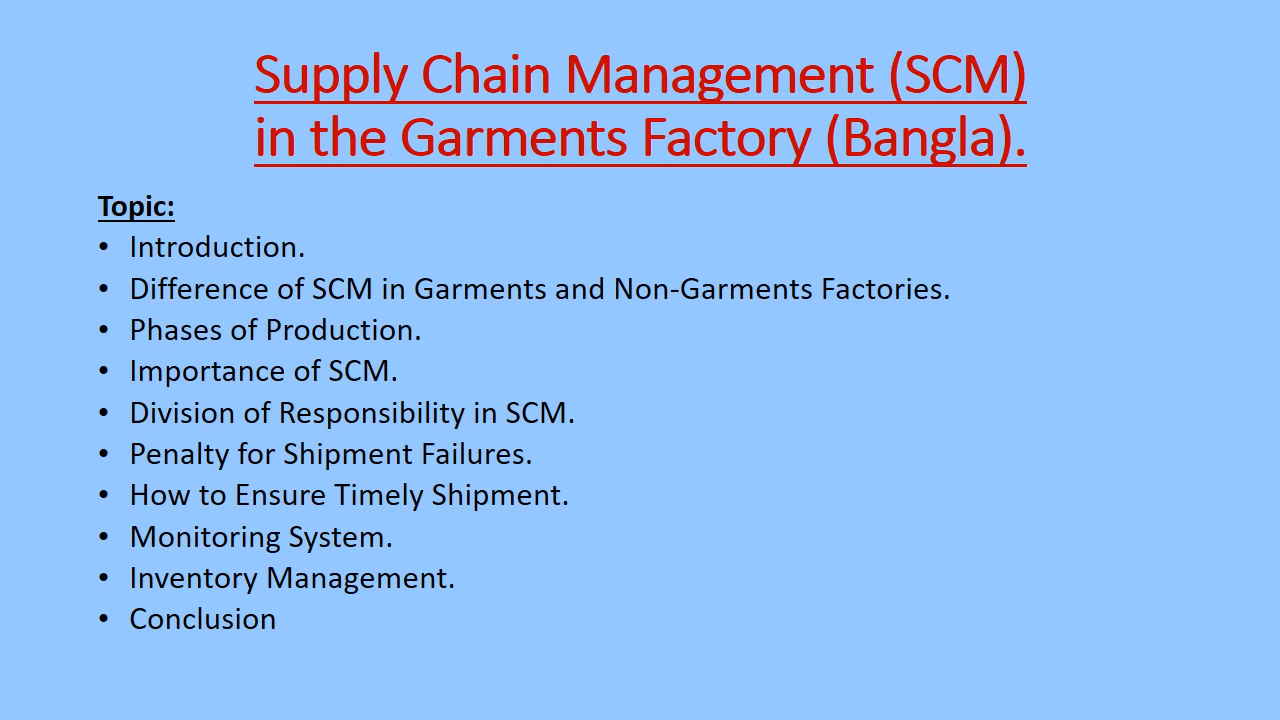 Supply Chain Management (SCM)
in the Garments Factory (Bangla).
Topic:
• Introduction.
• Difference of SCM in Garments and Non-Garments Factories.
• Phases of Production.
• Importance of SCM.
• Division of Responsibility in SCM.
• Penalty for Shipment Failures.
• How to Ensure Timely Shipment.
• Monitoring System.
• Inventory Management.
• Conclusion